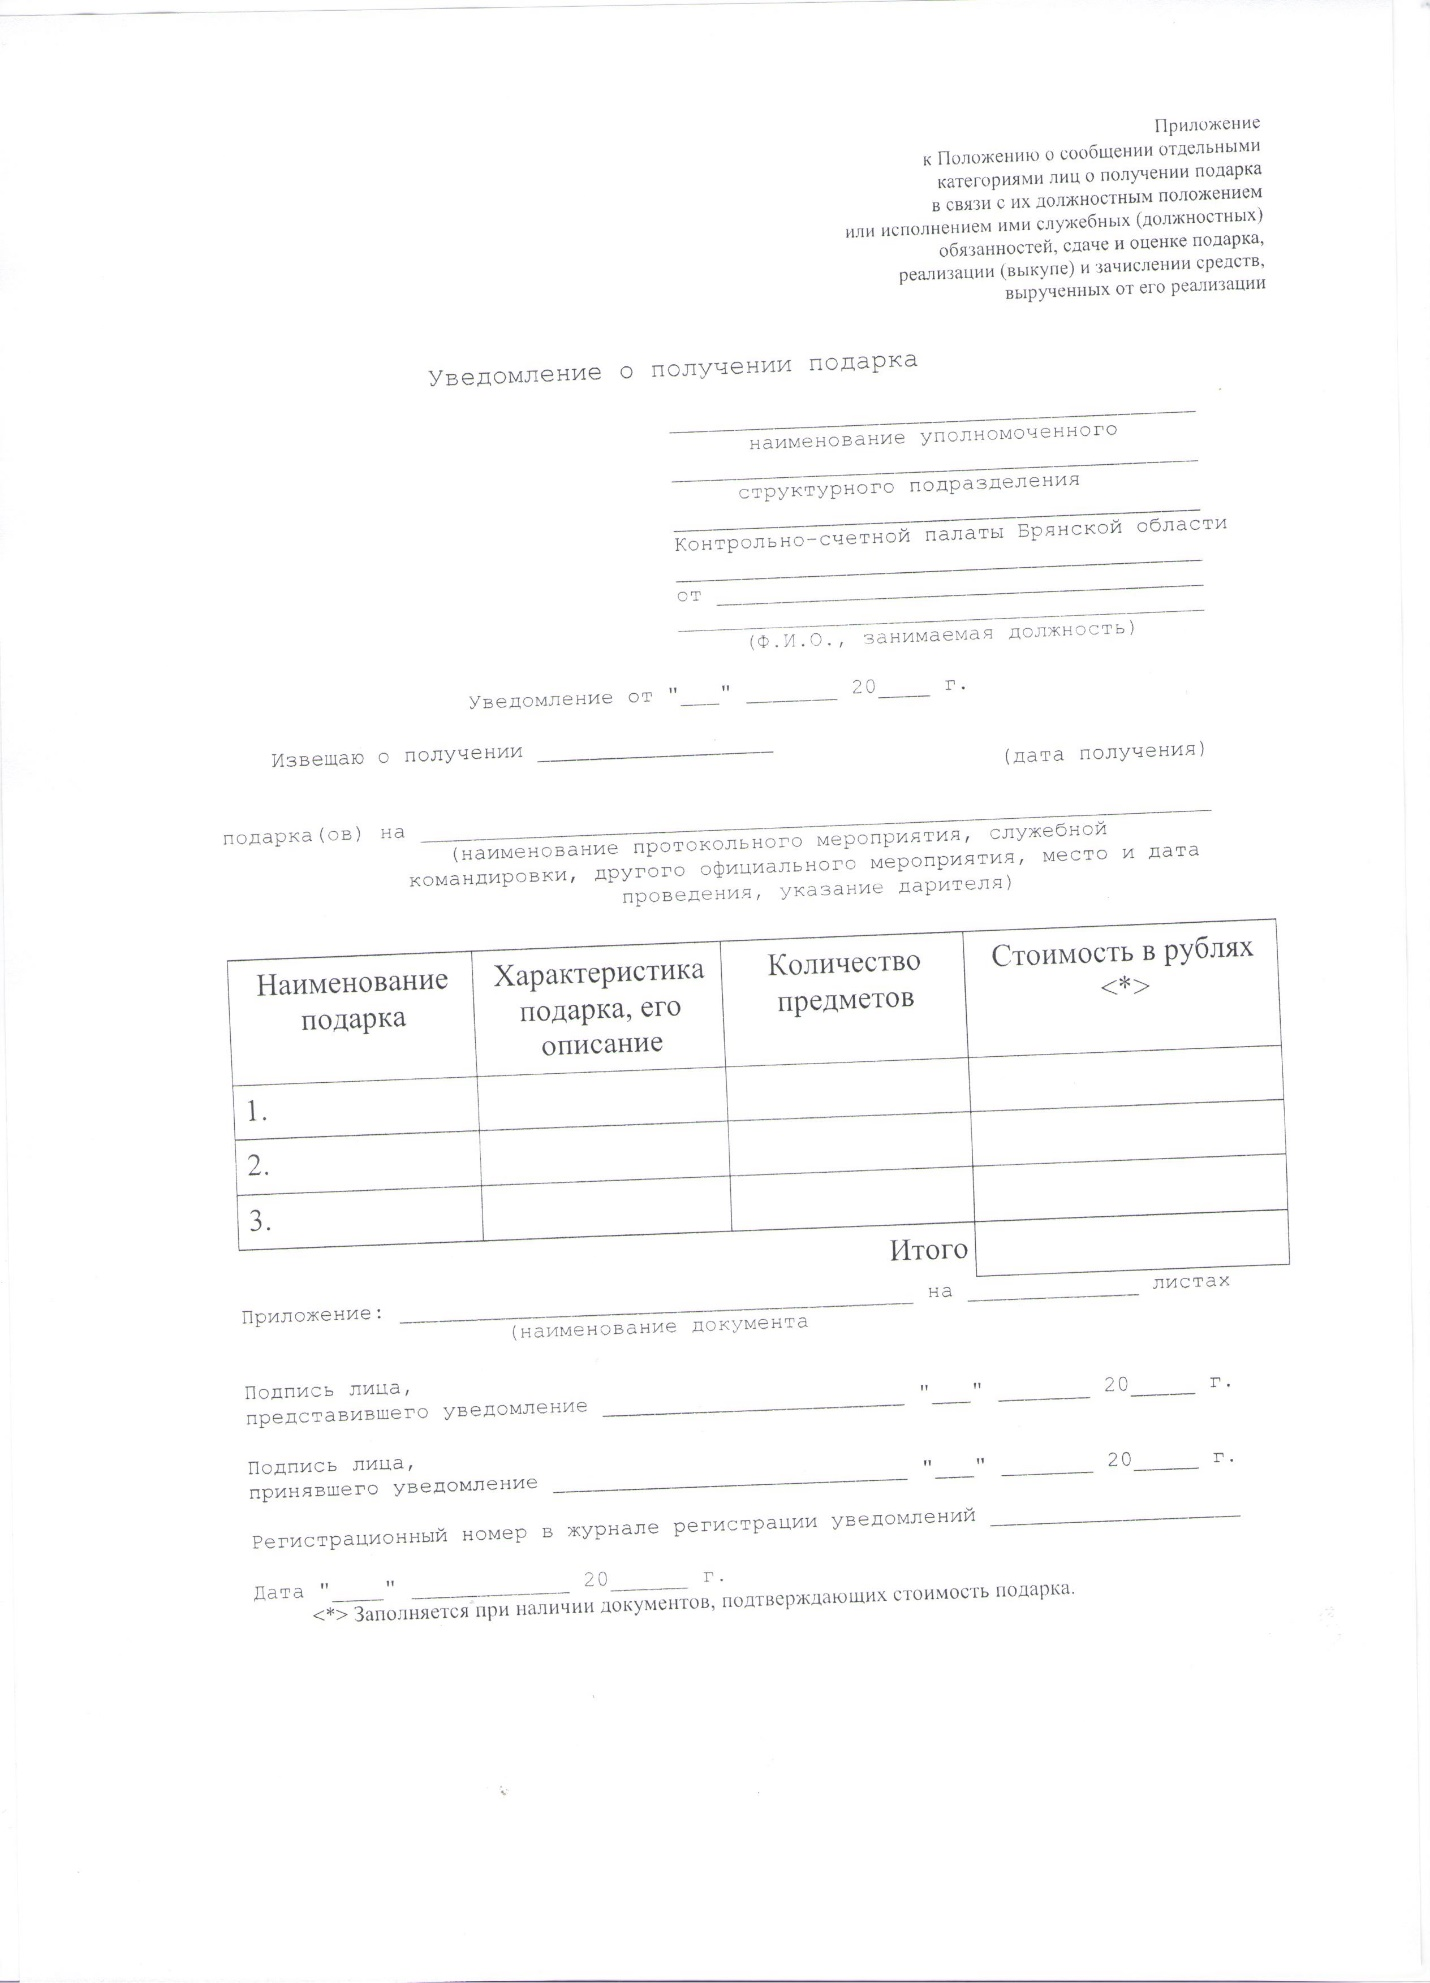 Приложение
к Положению о сообщении отдельными
категориями лиц о получении подарка
в связи с их должностным положением
или исполнением ими служебных (должностных)
обязанностей, сдаче и оценке подарка,
реализации (выкупе) и зачислении средств,
вырученных от его реализации
Уведомление о получении подарка
наименование уполномоченного
структурного подразделения
Контрольно-счетной палаты Брянской области
от ____________________
(Ф.И.О., занимаемая должность)
Уведомление от "___" _______ 20____ г.
Извещаю о получении __________________ (дата получения)
подарка(ов) на ____________________
(наименование протокольного мероприятия, служебной
командировки, другого официального мероприятия, место и дата
проведения, указание дарителя)
Наименование подарка Характеристика подарка, его описание Количество предметов Стоимость в рублях <*>
1.
2.
3.
Итого
Приложение: ____________________ на _____________ листах
(наименование документа
Подпись лица,
представившего уведомление ____________________ "___" _______ 20_____ г.
Подпись лица,
принявшего уведомление ____________________ "___" _______ 20_____ г.
Регистрационный номер в журнале регистрации уведомлений ___________________
Дата "____" ____________ 20______ г.
<*> Заполняется при наличии документов, подтверждающих стоимость подарка.